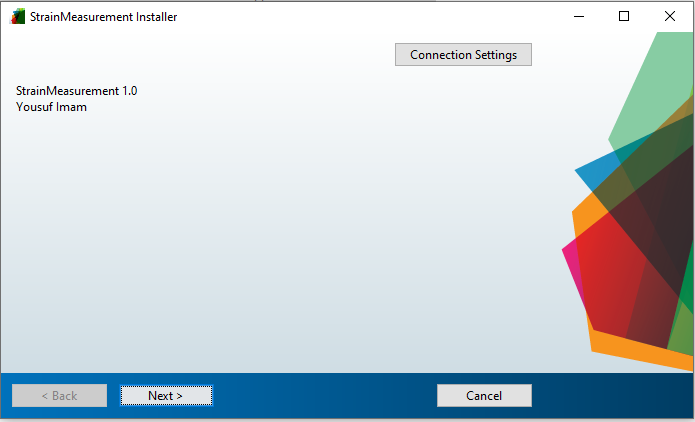 StrainMeasurement Installer
Connection Settings
StrainMeasurement 1.0
Yousuf Imam
< Back
Next >
Cancel